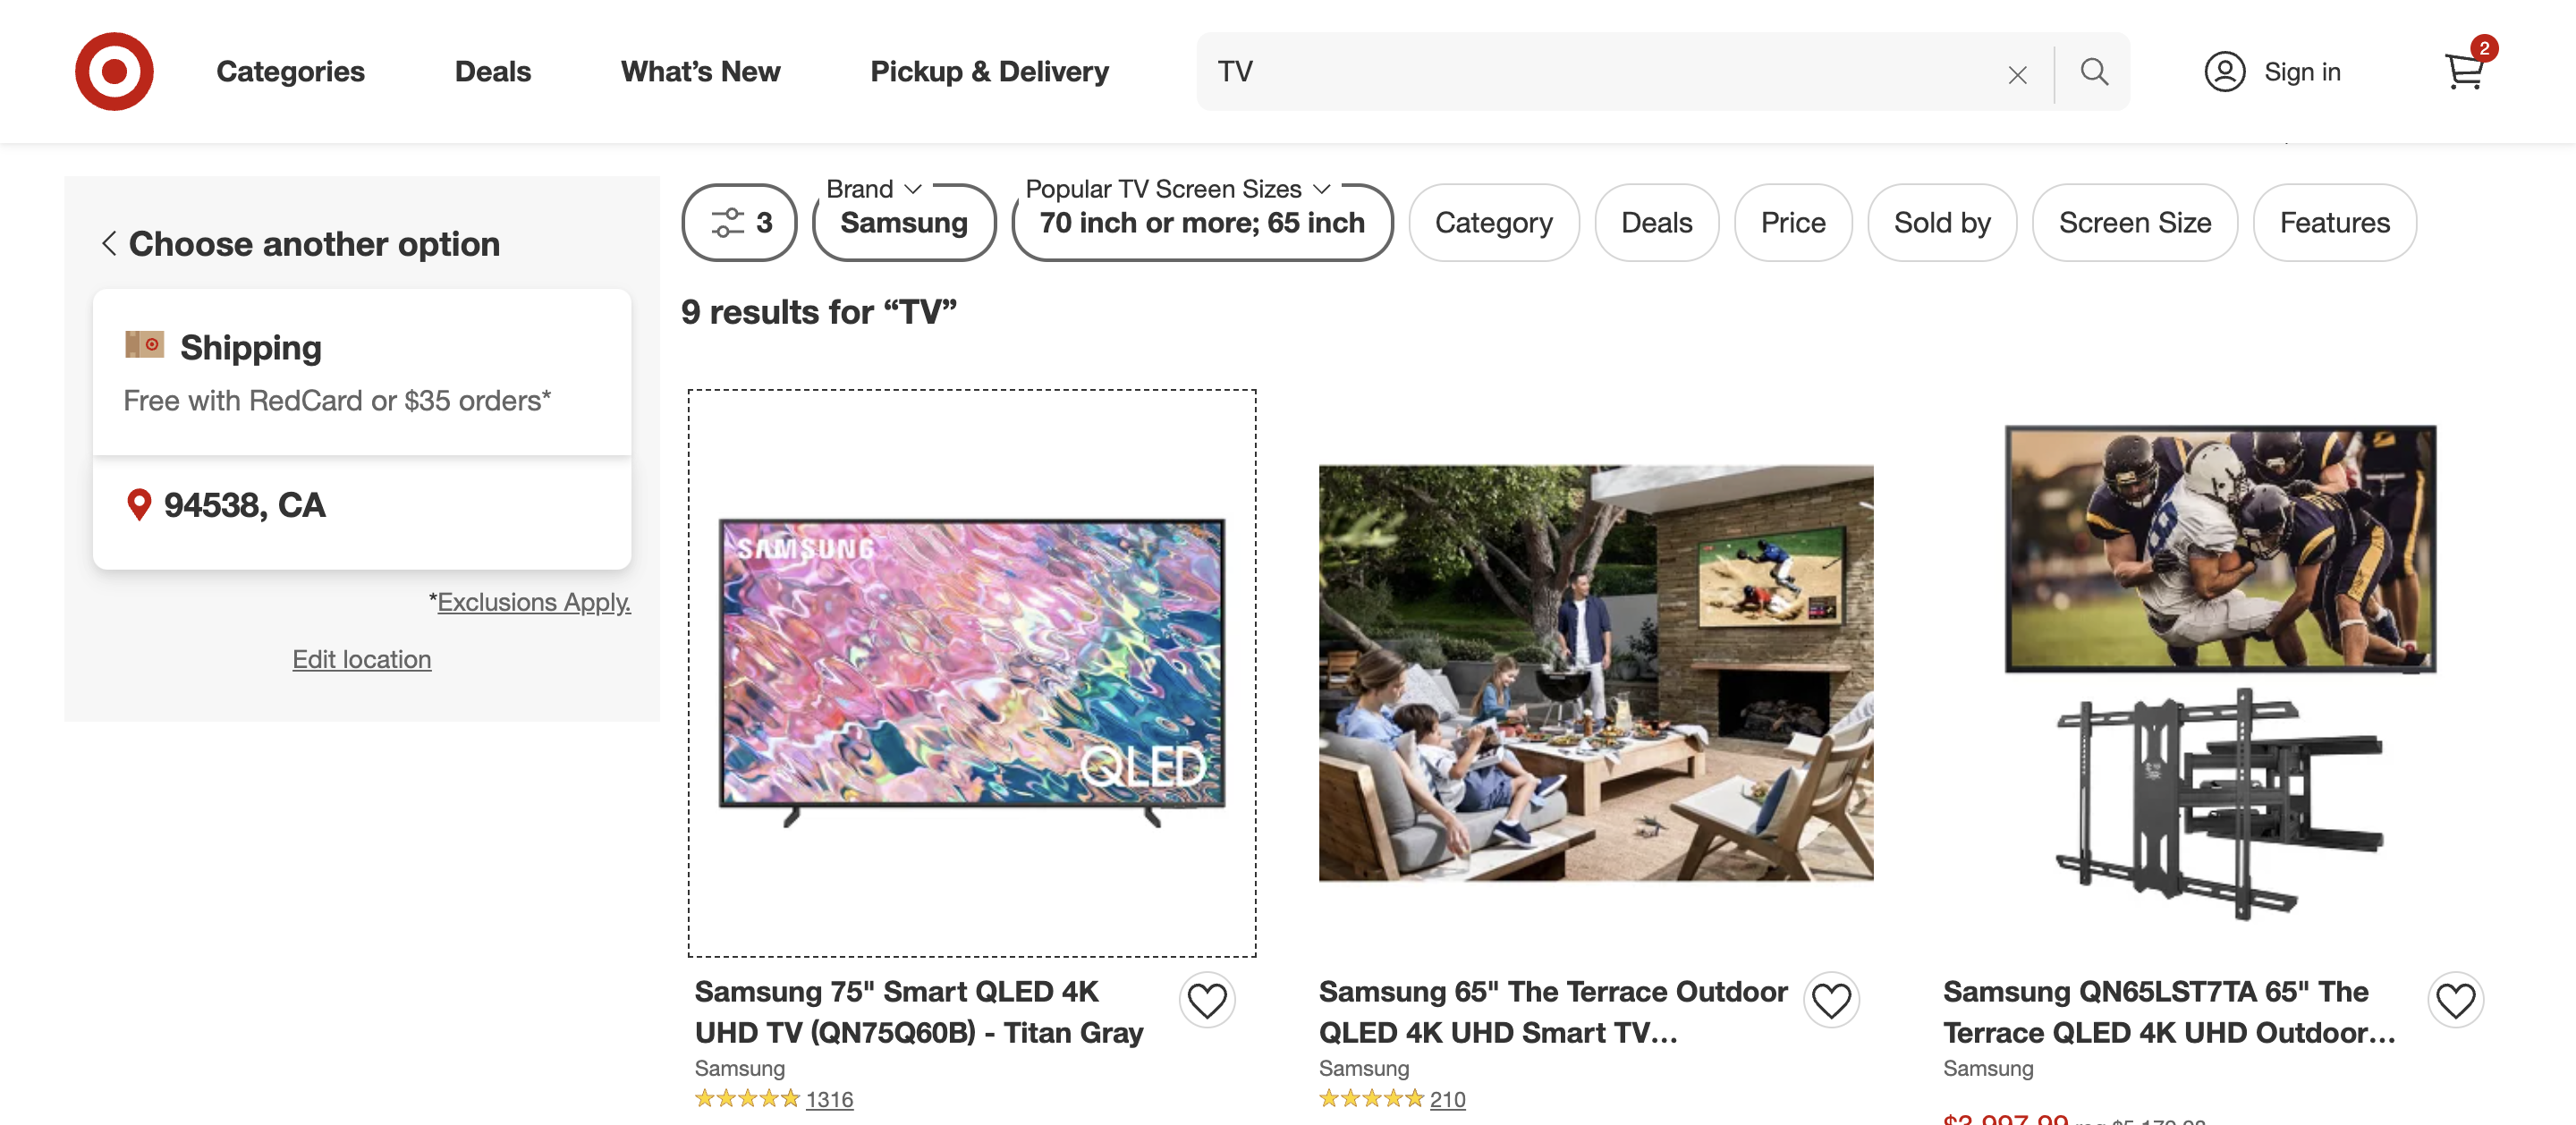 Categories
Deals
What's New
Pickup & Delivery
TV
Sign in
2
Choose another option
Shipping
Free with RedCard or $35 orders*
94538, CA
*Exclusions Apply.
Edit location
3
Brand
Samsung
Popular TV Screen Sizes
70 inch or more; 65 inch
Category
Deals
Price
Sold by
Screen Size
Features
9 results for “TV”
SAMSUNG
QLED
Samsung 75" Smart QLED 4K
UHD TV (QN75Q60B) - Titan Gray
Samsung
1316
Samsung 65" The Terrace Outdoor
QLED 4K UHD Smart TV...
Samsung
210
Samsung QN65LST7TA 65" The
Terrace QLED 4K UHD Outdoor...
Samsung